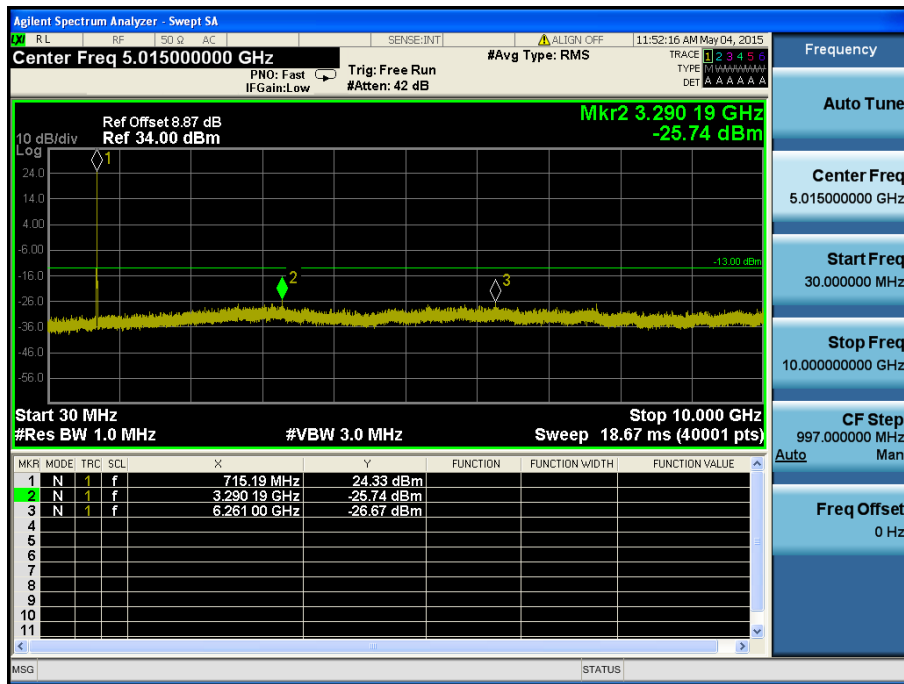 Agilent Spectrum Analyzer - Swept SA
LXI RL RF 50 Ω AC SENSE:INT ALIGN OFF 11:52:16 AM May 04, 2015
Center Freq 5.015000000 GHz
PNO: Fast
IFGain:Low
Trig: Free Run
#Atten: 42 dB
#Avg Type: RMS
TRACE 1 2 3 4 5 6
TYPE M W W W W W
DET A A A A A A
Mkr2 3.290 19 GHz
-25.74 dBm
Ref Offset 8.87 dB
10 dB/div Ref 34.00 dBm
Log
1
24.0
14.0
4.00
-6.00
-13.00 dBm
-16.0
2
3
-26.0
-36.0
-46.0
-56.0
Start 30 MHz Stop 10.000 GHz
#Res BW 1.0 MHz #VBW 3.0 MHz Sweep 18.67 ms (40001 pts)
MKR MODE TRC SCL X Y FUNCTION FUNCTION WIDTH FUNCTION VALUE
1 N 1 f 715.19 MHz 24.33 dBm
2 N 1 f 3.290 19 GHz -25.74 dBm
3 N 1 f 6.261 00 GHz -26.67 dBm
4
5
6
7
8
9
10
11
MSG STATUS
Frequency
Auto Tune
Center Freq
5.015000000 GHz
Start Freq
30.000000 MHz
Stop Freq
10.000000000 GHz
CF Step
997.000000 MHz
Auto Man
Freq Offset
0 Hz